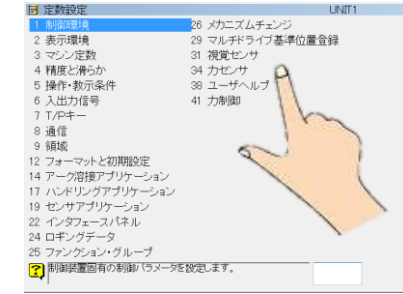 定数設定 UNIT1
1 制御環境
2 表示環境
3 マシン定数
4 精度と滑らか
5 操作・教示条件
6 入出力信号
7 T/Pキー
8 通信
9 領域
12 フォーマットと初期設定
14 アーク溶接アプリケーション
17 ハンドリングアプリケーション
19 センサアプリケーション
22 インタフェースパネル
24 ロギングデータ
25 ファンクション・グループ
26 メカニズムチェンジ
29 マルチドライブ基準位置登録
31 視覚センサ
34 力センサ
38 ユーザヘルプ
41 力制御
制御装置固有の制御パラメータを設定します。